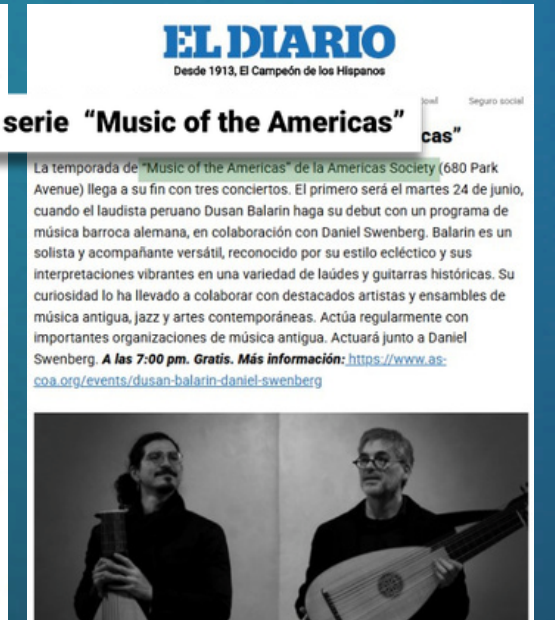 EL DIARIO
Desde 1913, El Campeón de los Hispanos
Seguro social
serie “Music of the Americas”
cas”
La temporada de “Music of the Americas” de la Americas Society (680 Park
Avenue) llega a su fin con tres conciertos. El primero será el martes 24 de junio,
cuando el laudista peruano Dusan Balarin haga su debut con un programa de
música barroca alemana, en colaboración con Daniel Swenberg. Balarin es un
solista y acompañante versátil, reconocido por su estilo ecléctico y sus
interpretaciones vibrantes en una variedad de laúdes y guitarras históricas. Su
curiosidad lo ha llevado a colaborar con destacados artistas y ensambles de
música antigua, jazz y artes contemporáneas. Actúa regularmente con
importantes organizaciones de música antigua. Actuará junto a Daniel
Swenberg. A las 7:00 pm. Gratis. Más información: https://www.as-
coa.org/events/dusan-balarin-daniel-swenberg